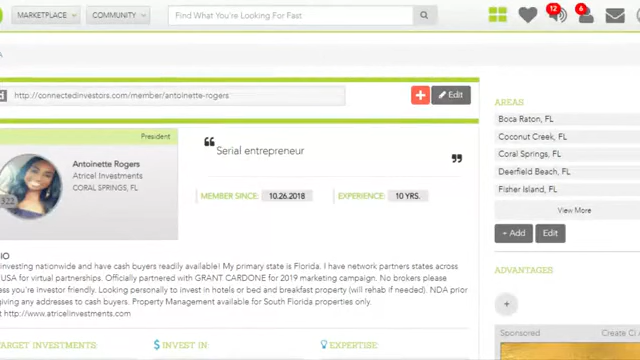 MARKETPLACE
COMMUNITY
Find What You're Looking For Fast
12
6
http://connectedinvestors.com/member/antoinette-rogers
Edit
President
Antoinette Rogers
Atricel Investments
CORAL SPRINGS, FL
322
Serial entrepreneur
MEMBER SINCE: 10.26.2018
EXPERIENCE: 10 YRS.
IO
investing nationwide and have cash buyers readily available! My primary state is Florida. I have network partners states across
USA for virtual partnerships. Officially partnered with GRANT CARDONE for 2019 marketing campaign. No brokers please
ess you're investor friendly. Looking personally to invest in hotels or bed and breakfast property (will rehab if needed). NDA prior
giving any addresses to cash buyers. Property Management available for South Florida properties only.
t http://www.atricelinvestments.com
TARGET INVESTMENTS:
$ INVEST IN:
EXPERTISE:
AREAS
Boca Raton, FL
Coconut Creek, FL
Coral Springs, FL
Deerfield Beach, FL
Fisher Island, FL
View More
+ Add
Edit
ADVANTAGES
+
Sponsored
Create Ci A